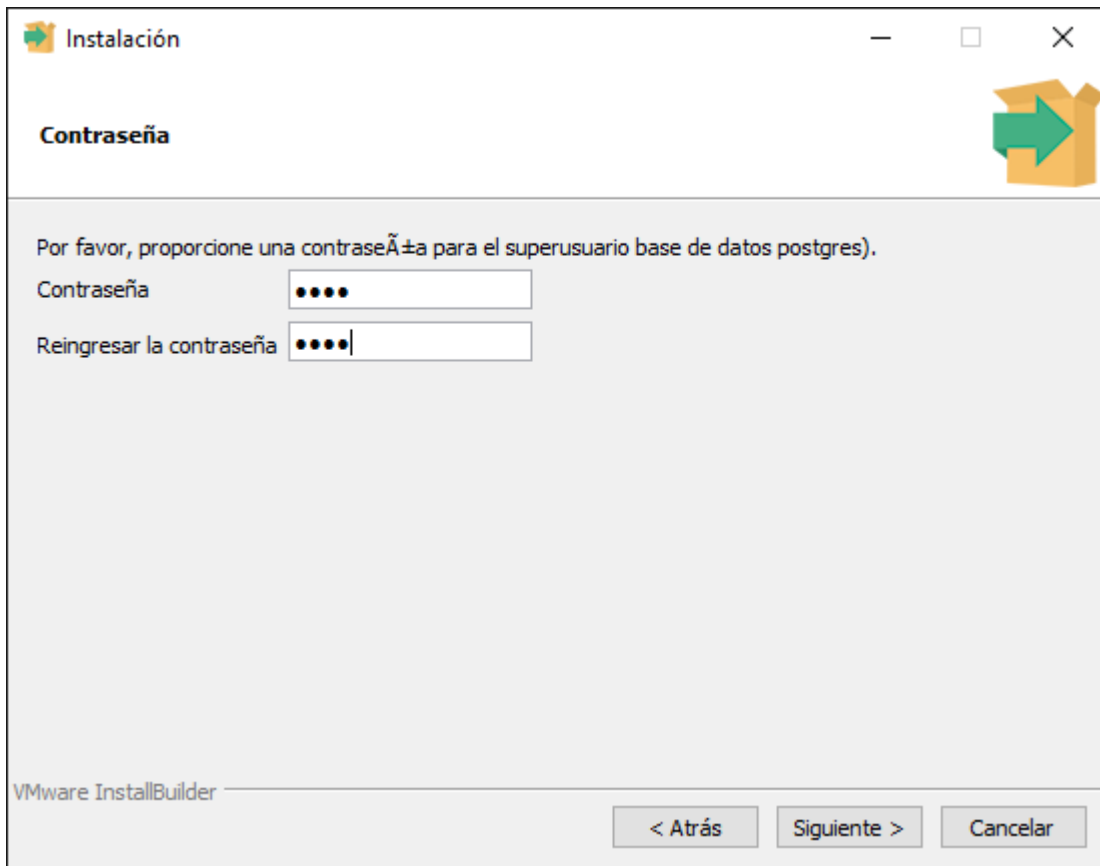 Instalación
Contraseña
Por favor, proporcione una contraseÃ±a para el superusuario base de datos postgres).
Contraseña ●●●●
Reingresar la contraseña ●●●●
VMware InstallBuilder
< Atrás Siguiente > Cancelar